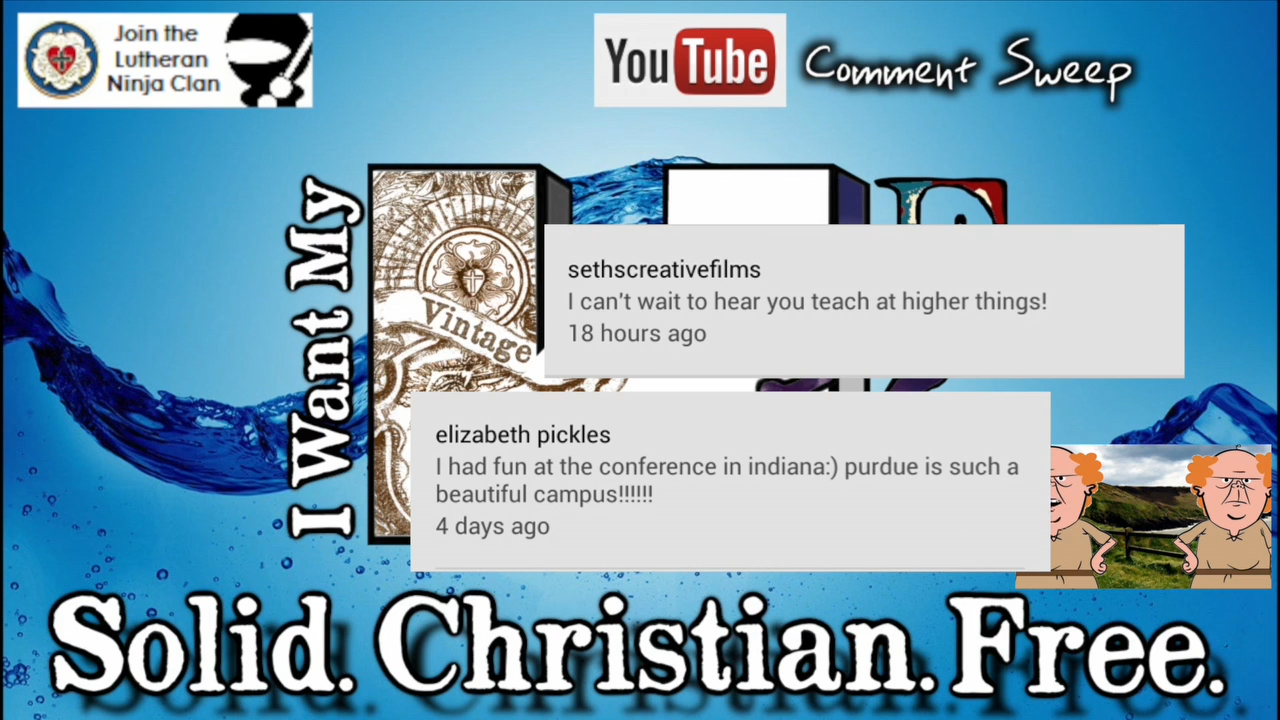 Join the
Lutheran
Ninja Clan
YouTube
Comment Sweep
I Want My
Vintage
sethscreativefilms
I can't wait to hear you teach at higher things!
18 hours ago
elizabeth pickles
I had fun at the conference in indiana:) purdue is such a
beautiful campus!!!!!!
4 days ago
Solid. Christian. Free.